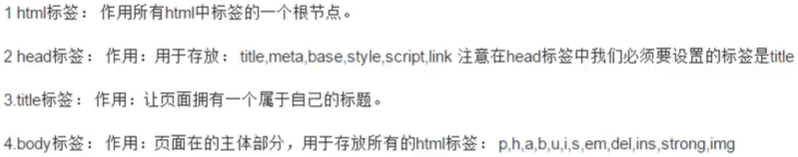 1 html标签： 作用所有html中标签的一个根节点。
2 head标签： 作用：用于存放： title,meta,base,style,script,link 注意在head标签中我们必须要设置的标签是title
3.title标签： 作用：让页面拥有一个属于自己的标题。
4.body标签： 作用：页面在的主体部分，用于存放所有的html标签： p,h,a,b,u,i,s,em,del,ins,strong,img